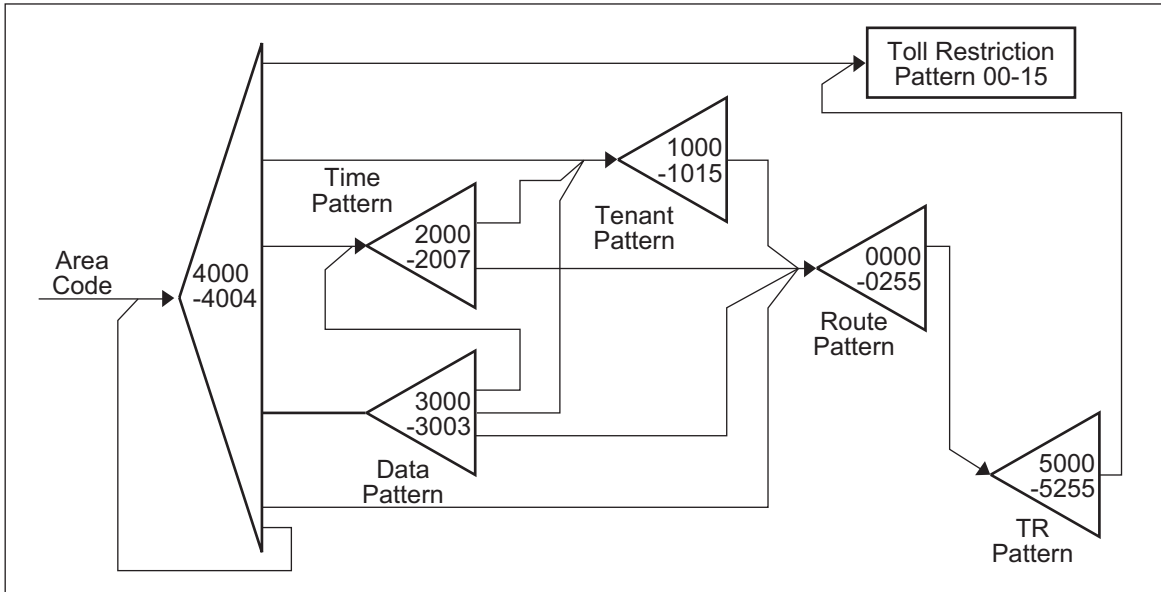 Toll Restriction
Pattern 00-15
1000
-1015
Tenant
Pattern
Time
Pattern
2000
-2007
Area
Code
4000
-4004
0000
-0255
Route
Pattern
3000
-3003
Data
Pattern
5000
-5255
TR
Pattern